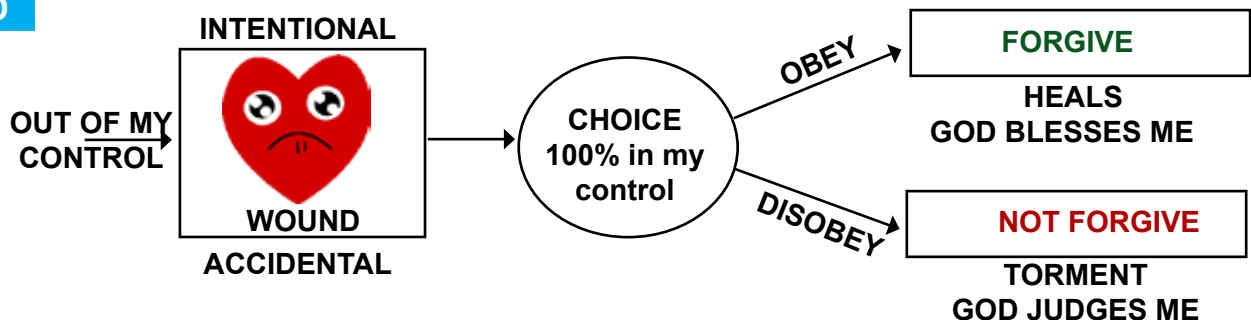 INTENTIONAL
OUT OF MY
CONTROL
WOUND
ACCIDENTAL
CHOICE
100% in my
control
OBEY
FORGIVE
HEALS
GOD BLESSES ME
DISOBEY
NOT FORGIVE
TORMENT
GOD JUDGES ME